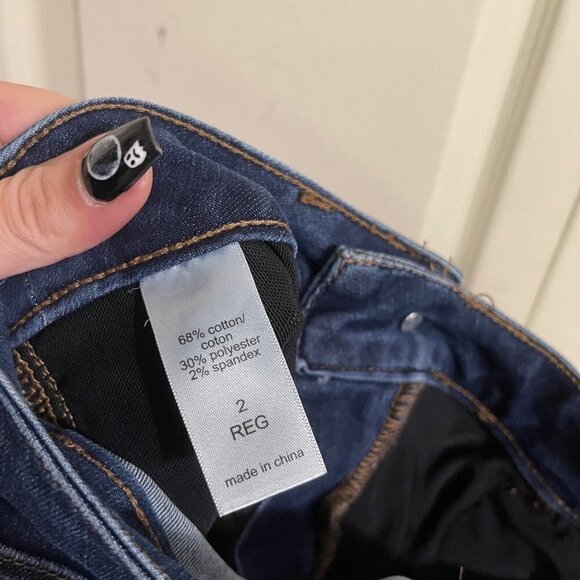 68% cotton/
coton
30% polyester
2% spandex
2
REG
made in china